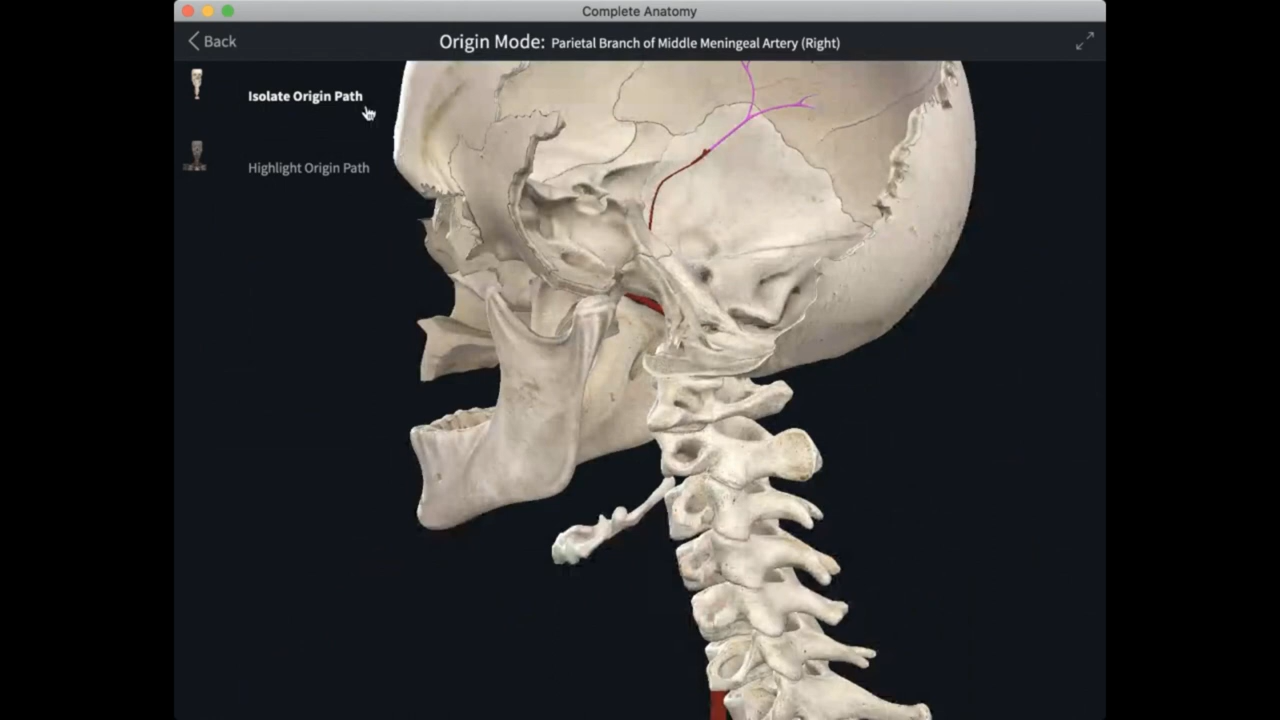 Complete Anatomy
Back
Origin Mode: Parietal Branch of Middle Meningeal Artery (Right)
Isolate Origin Path
Highlight Origin Path